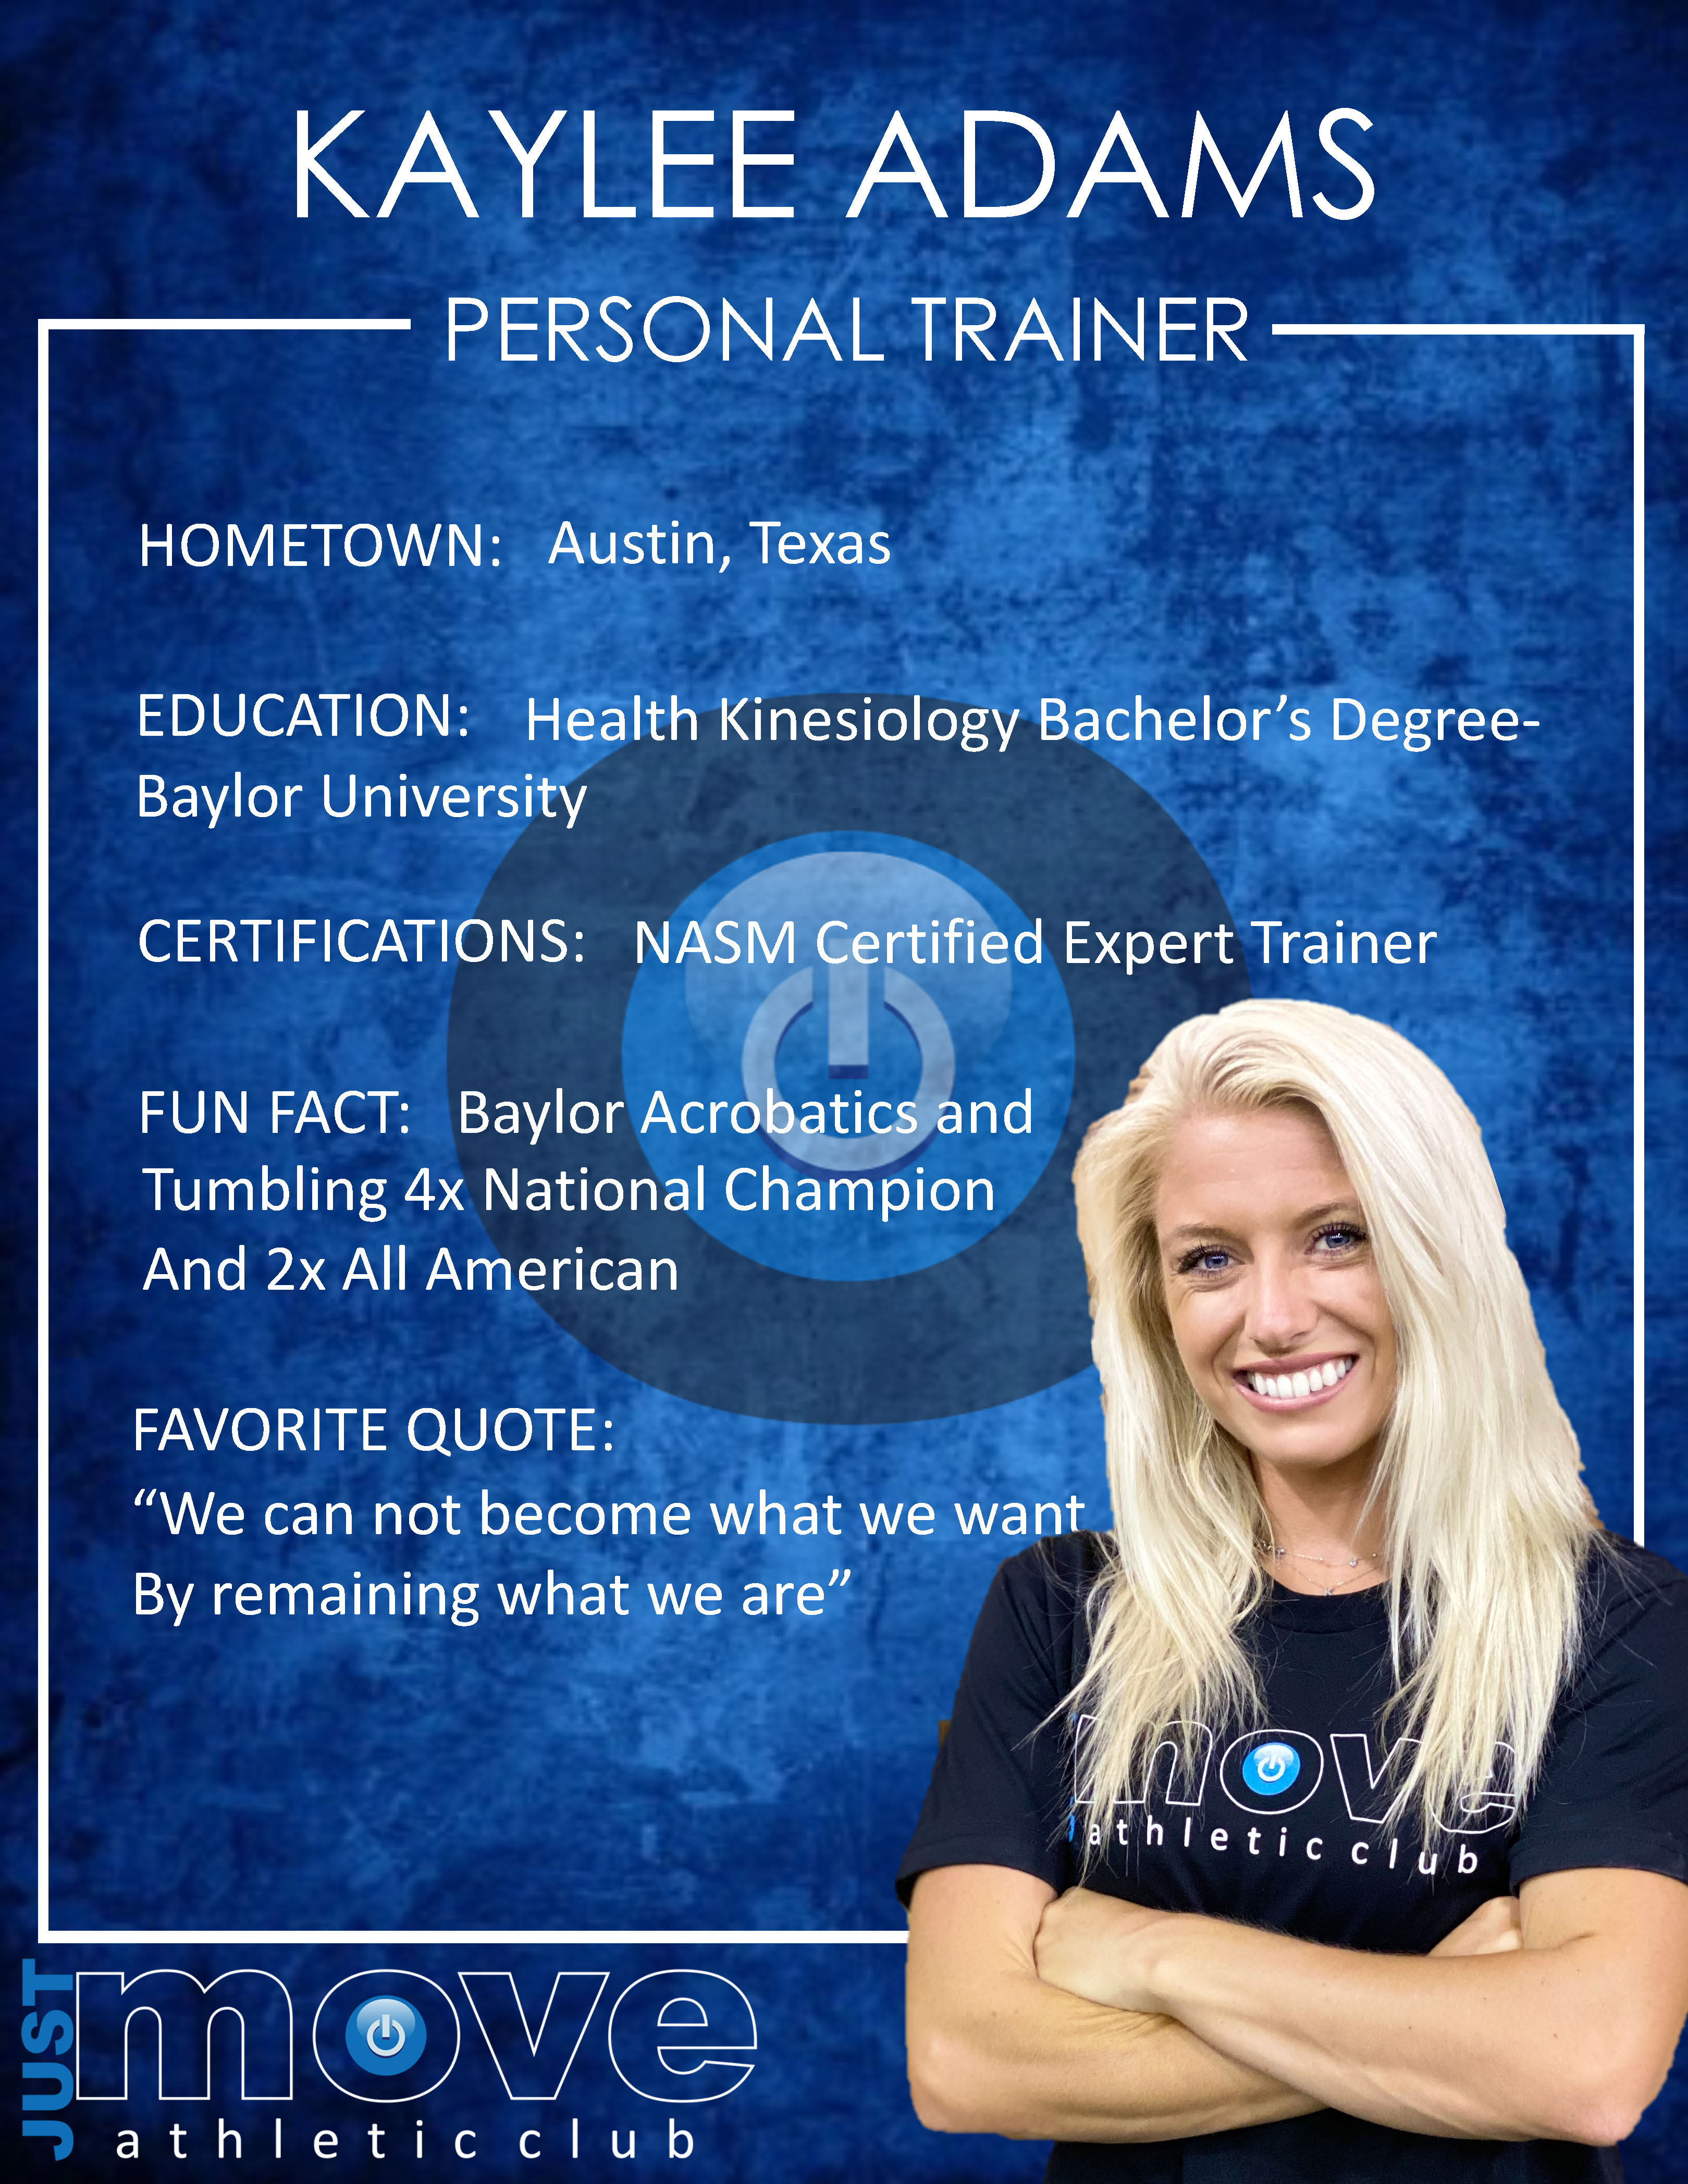 KAYLEE ADAMS
PERSONAL TRAINER
HOMETOWN: Austin, Texas
EDUCATION: Health Kinesiology Bachelor’s Degree-
Baylor University
CERTIFICATIONS: NASM Certified Expert Trainer
FUN FACT: Baylor Acrobatics and
Tumbling 4x National Champion
And 2x All American
FAVORITE QUOTE:
“We can not become what we want
By remaining what we are”
move
athletic club
JUST
move
athletic club